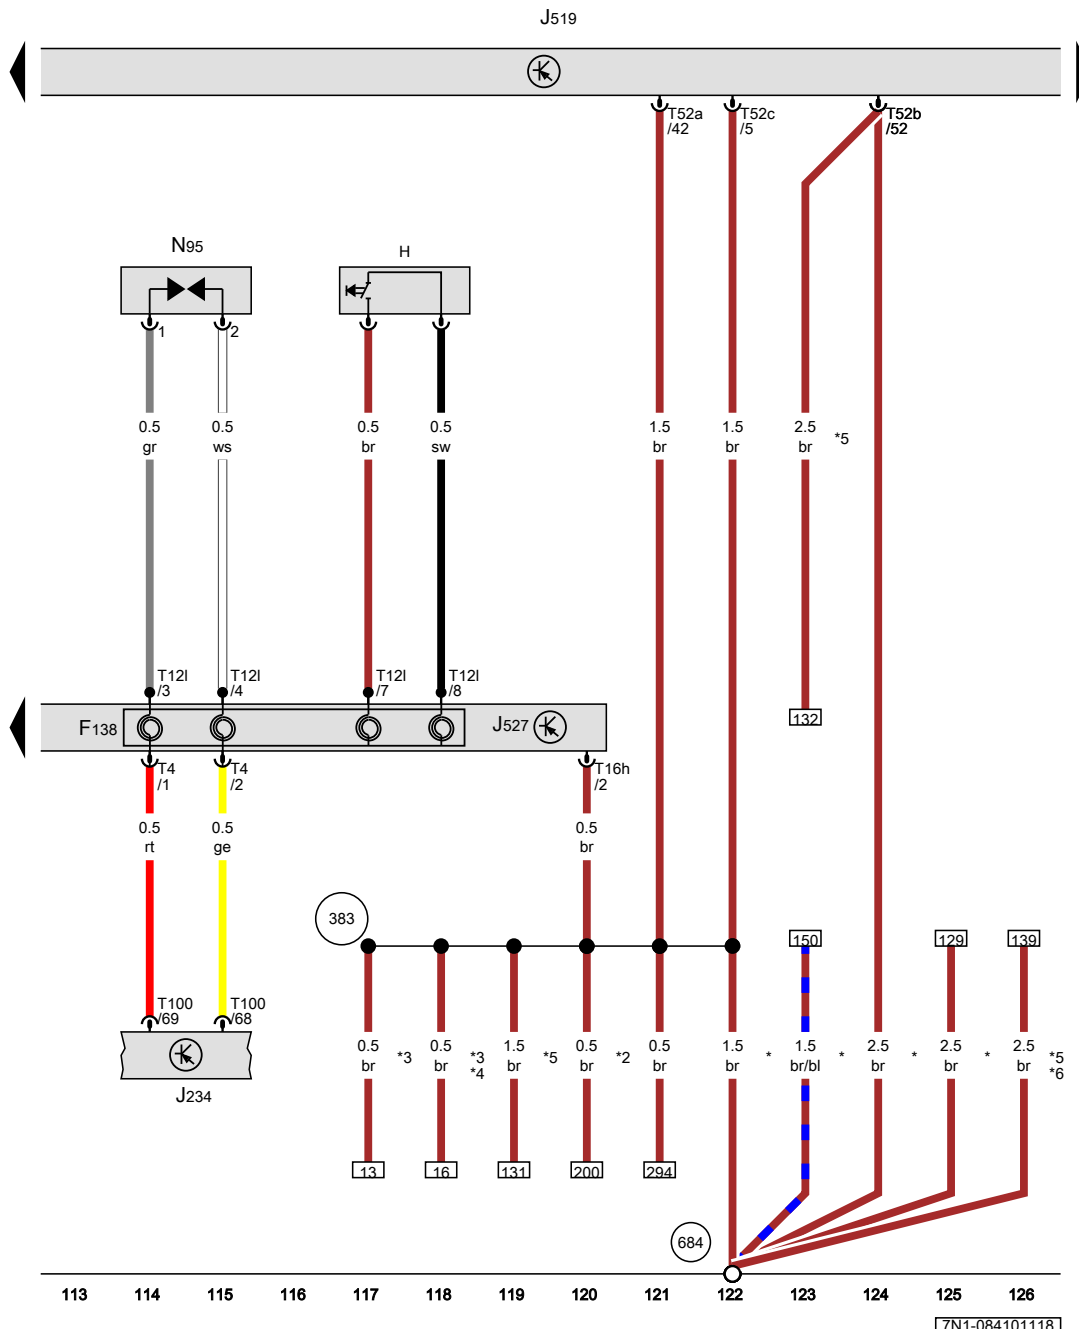 J519
T52a
/42
T52c
/5
T52b
/52
N95
H
1
2
0.5
gr
0.5
ws
0.5
br
0.5
sw
1.5
br
1.5
br
2.5
br
*5
T12l
/3
T12l
/4
T12l
/7
T12l
/8
132
F138
J527
T4
/1
T4
/2
T16h
/2
0.5
rt
0.5
ge
0.5
br
383
150
129
139
T100
/69
T100
/68
0.5
br
*3
0.5
br
*3
*4
1.5
br
*5
0.5
br
*2
0.5
br
1.5
br
*
1.5
br/bl
*
2.5
br
*
2.5
br
*
2.5
br
*5
*6
J234
13
16
131
200
294
684
113 114 115 116 117 118 119 120 121 122 123 124 125 126
7N1-084101118